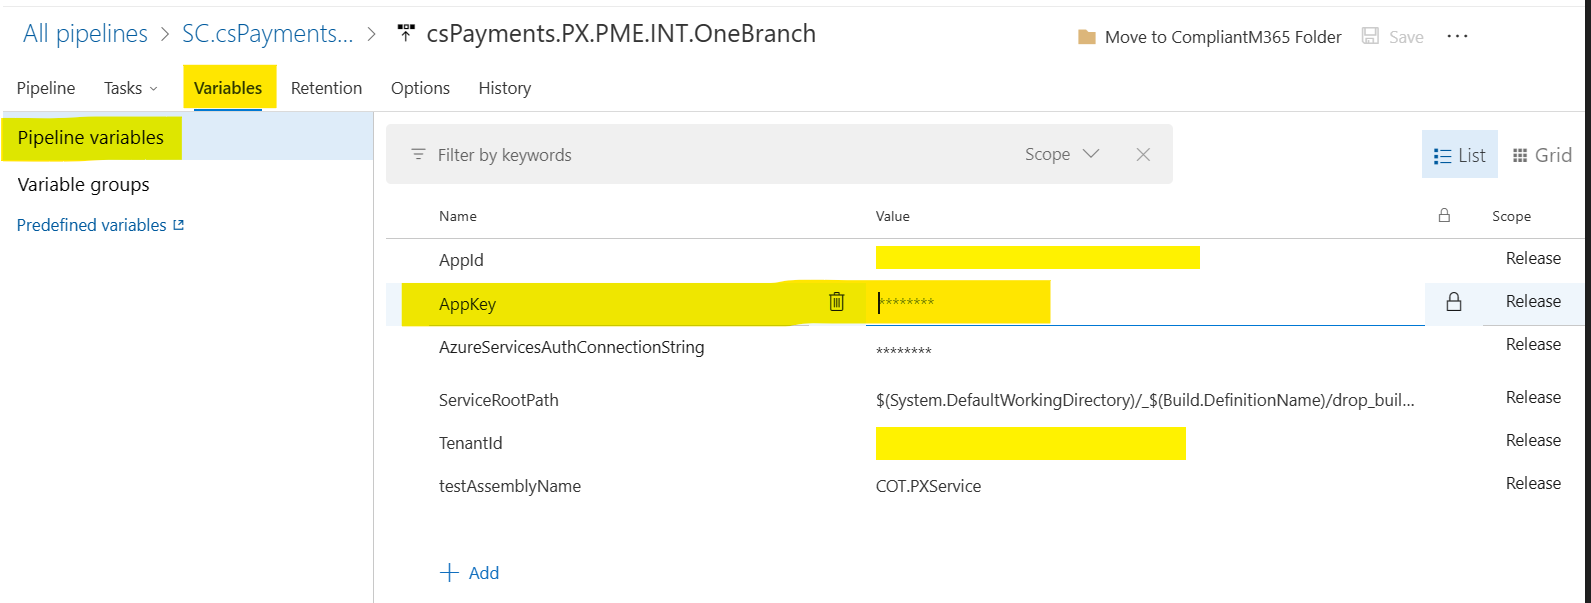 All pipelines > SC.csPayments... > csPayments.PX.PME.INT.OneBranch
Move to CompliantM365 Folder Save ...
Pipeline Tasks Variables Retention Options History
Pipeline variables
Variable groups
Predefined variables
Filter by keywords Scope
List Grid
Name Value Scope
AppId Release
AppKey ******** Release
AzureServicesAuthConnectionString ******** Release
ServiceRootPath $(System.DefaultWorkingDirectory)/_$(Build.DefinitionName)/drop_buil... Release
TenantId Release
testAssemblyName COT.PXService Release
+ Add